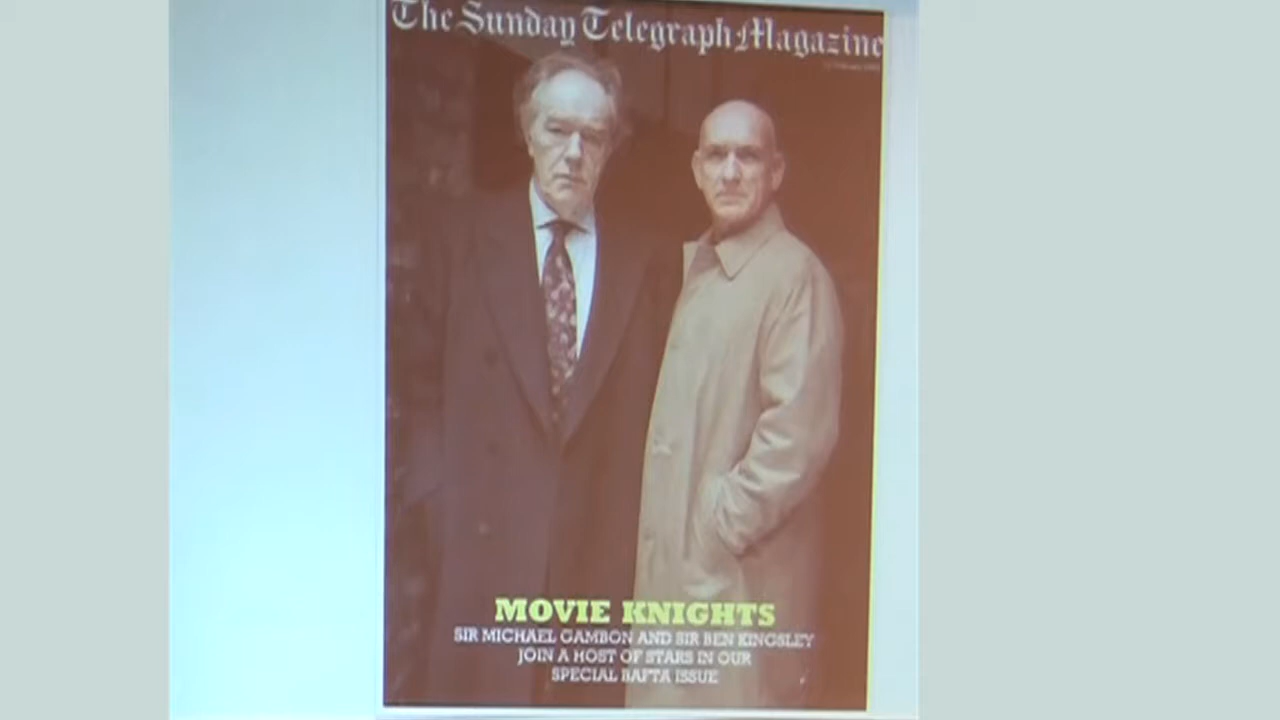 The Sunday Telegraph Magazine
MOVIE KNIGHTS
SIR MICHAEL GAMBON AND SIR BEN KINGSLEY
JOIN A HOST OF STARS IN OUR
SPECIAL BAFTA ISSUE